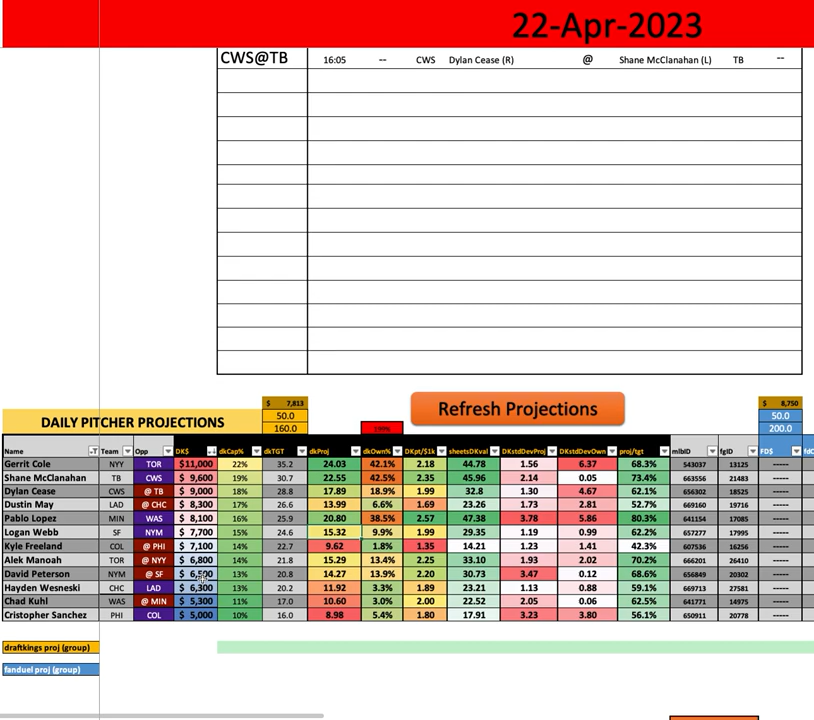 22-Apr-2023
CWS@TB 16:05 -- CWS Dylan Cease (R) @ Shane McClanahan (L) TB --
$ 7,813 $ 8,750
Refresh Projections
50.0 50.0
DAILY PITCHER PROJECTIONS
160.0 200.0
Name Team Opp DK$ dkCap% dkTGT dkProj dkOwn% DKpt/$1k sheetsDKval DKstdDevProj DKstdDevOwn proj/tgt mlbID fgID FD$
Gerrit Cole NYY TOR $11,000 22% 35.2 24.03 42.1% 2.18 44.78 1.56 6.37 68.3% 543037 13125 -----
Shane McClanahan TB CWS $ 9,600 19% 30.7 22.55 42.5% 2.35 45.96 2.14 0.05 73.4% 663556 21483 -----
Dylan Cease CWS @ TB $ 9,000 18% 28.8 17.89 18.9% 1.99 32.8 1.30 4.67 62.1% 656302 18525 -----
Dustin May LAD @ CHC $ 8,300 17% 26.6 13.99 6.6% 1.69 23.26 1.73 2.81 52.7% 669160 19716 -----
Pablo Lopez MIN WAS $ 8,100 16% 25.9 20.80 38.5% 2.57 47.38 3.78 5.86 80.3% 641154 17085 -----
Logan Webb SF NYM $ 7,700 15% 24.6 15.32 9.9% 1.99 29.35 1.19 0.99 62.2% 657277 17995 -----
Kyle Freeland COL @ PHI $ 7,100 14% 22.7 9.62 1.8% 1.35 14.21 1.23 1.41 42.3% 607536 16256 -----
Alek Manoah TOR @ NYY $ 6,800 14% 21.8 15.29 13.4% 2.25 33.10 1.93 2.02 70.2% 666201 26410 -----
David Peterson NYM @ SF $ 6,500 13% 20.8 14.27 13.9% 2.20 30.73 3.47 0.12 68.6% 656849 20302 -----
Hayden Wesneski CHC LAD $ 6,300 13% 20.2 11.92 3.3% 1.89 23.21 1.13 0.88 59.1% 669713 27581 -----
Chad Kuhl WAS @ MIN $ 5,300 11% 17.0 10.60 3.0% 2.00 22.52 2.05 0.06 62.5% 641771 14975 -----
Cristopher Sanchez PHI COL $ 5,000 10% 16.0 8.98 5.4% 1.80 17.91 3.23 3.80 56.1% 650911 20778 -----
draftkings proj (group)
fanduel proj (group)